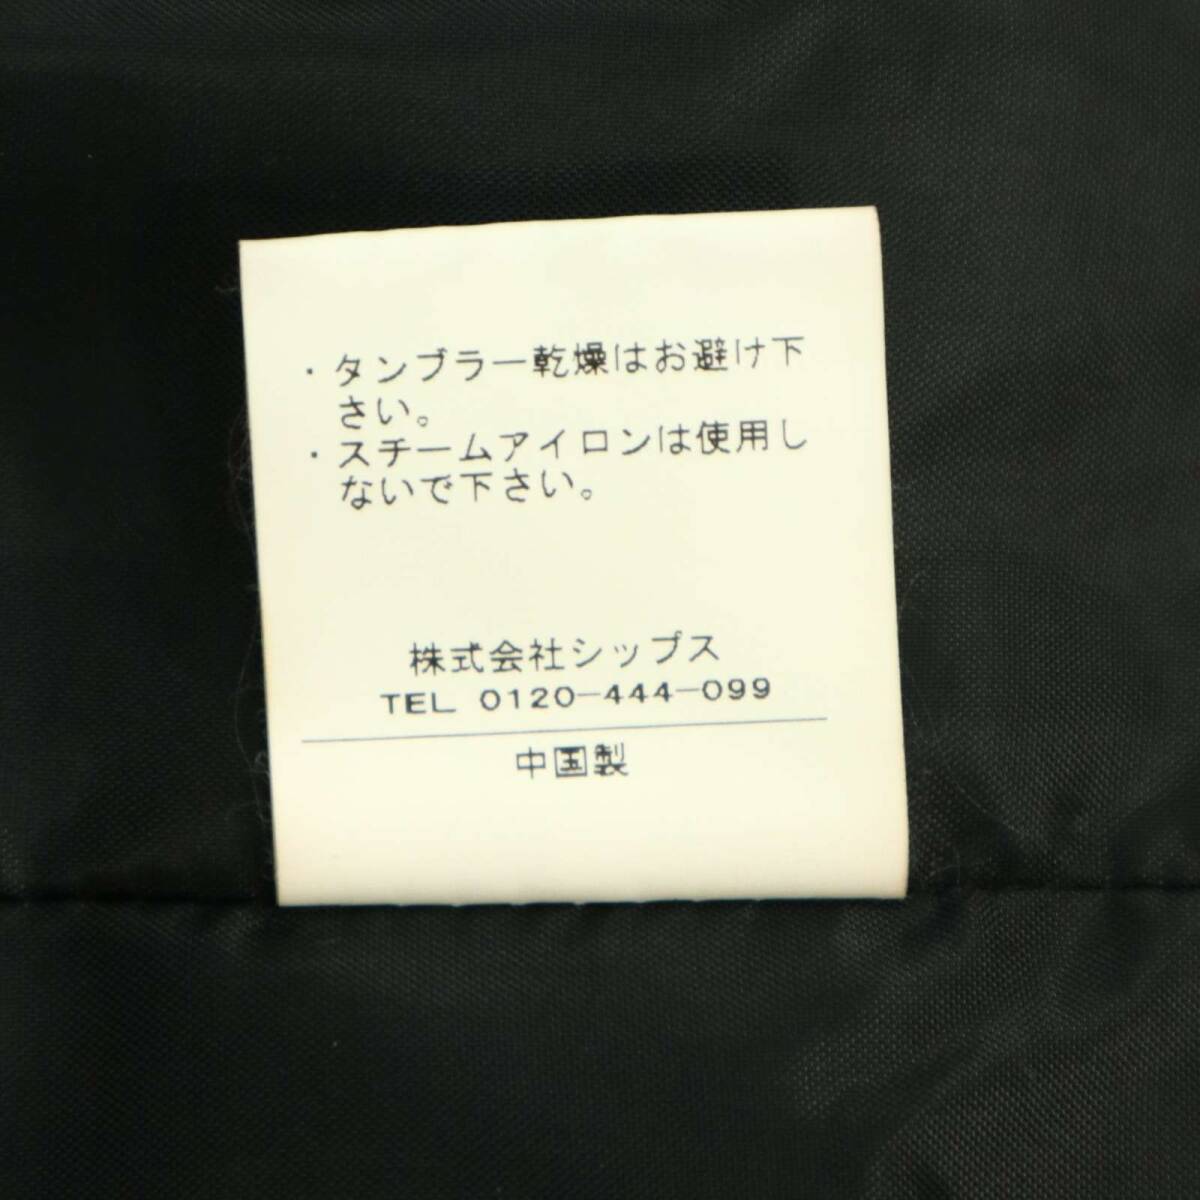 ・タンブラー乾燥はお避け下
さい。
・スチームアイロンは使用し
ないで下さい。
株式会社シップス
TEL 0120-444-099
中国製